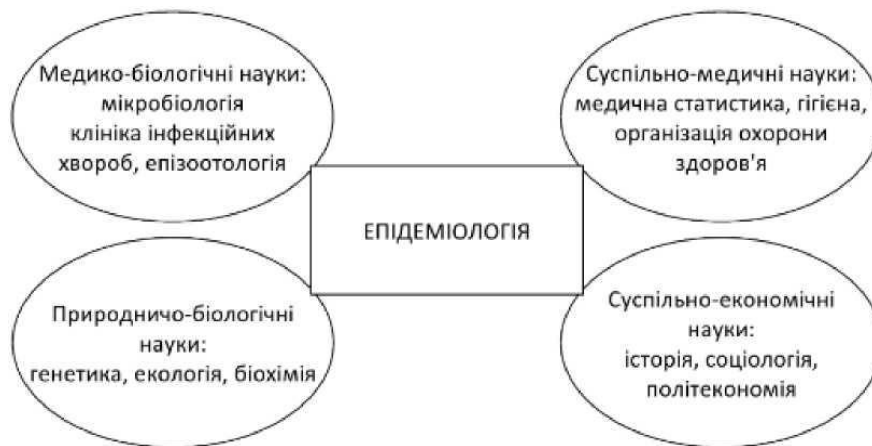 Медико-біологічні науки:
мікробіологія
клініка інфекційних
хвороб, епізоотологія
Суспільно-медичні науки:
медична статистика, гігієна,
організація охорони
здоров'я
ЕПІДЕМІОЛОГІЯ
Природничо-біологічні
науки:
генетика, екологія, біохімія
Суспільно-економічні
науки:
історія, соціологія,
політекономія